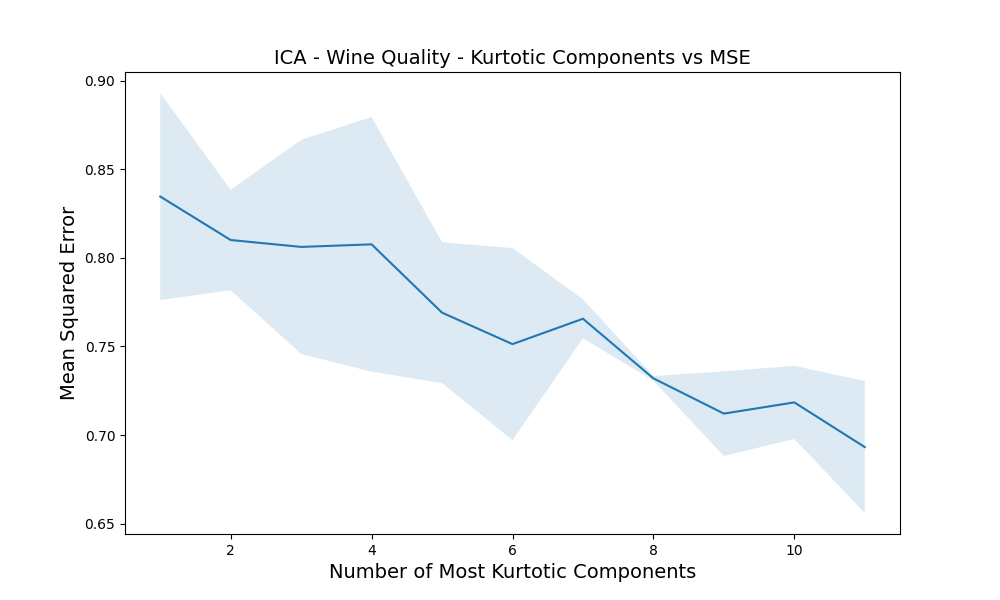 ICA - Wine Quality - Kurtotic Components vs MSE
0.90
0.85
0.80
0.75
0.70
0.65
Mean Squared Error
2 4 6 8 10
Number of Most Kurtotic Components